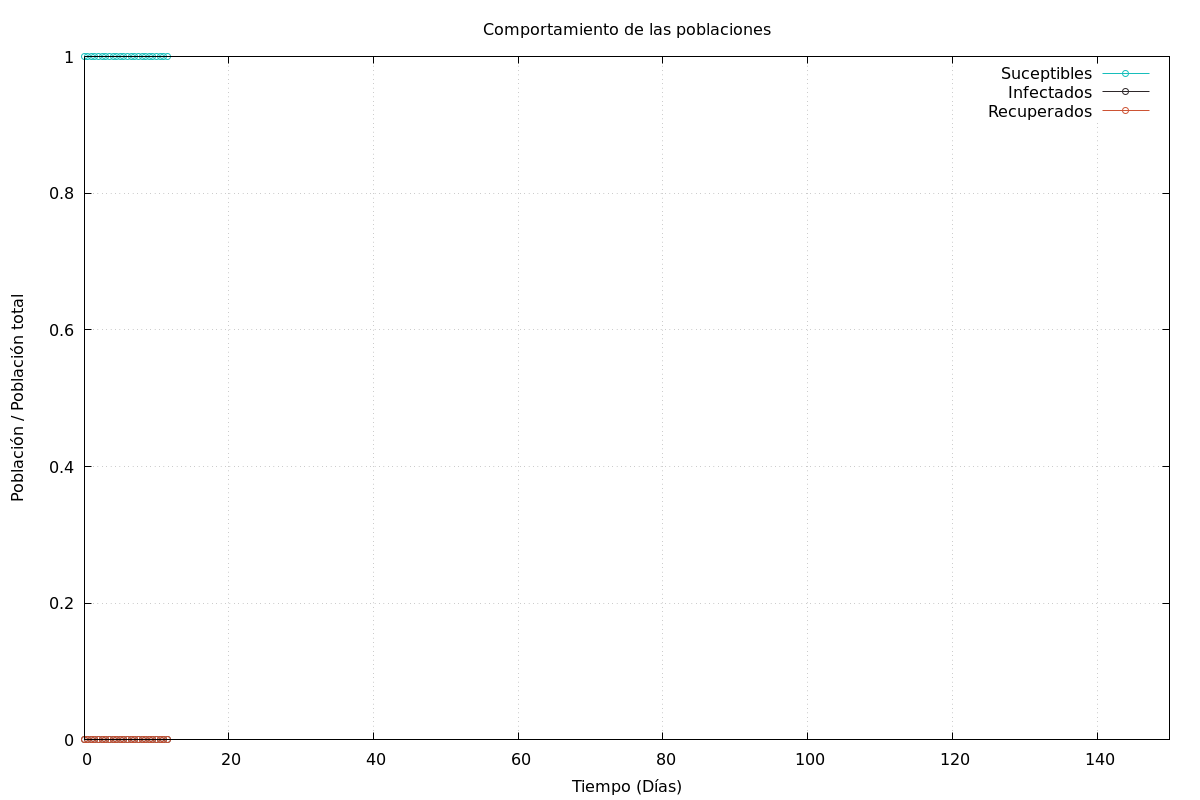 Comportamiento de las poblaciones
1
0.8
0.6
0.4
0.2
0
Suceptibles
Infectados
Recuperados
Población / Población total
0 20 40 60 80 100 120 140
Tiempo (Días)